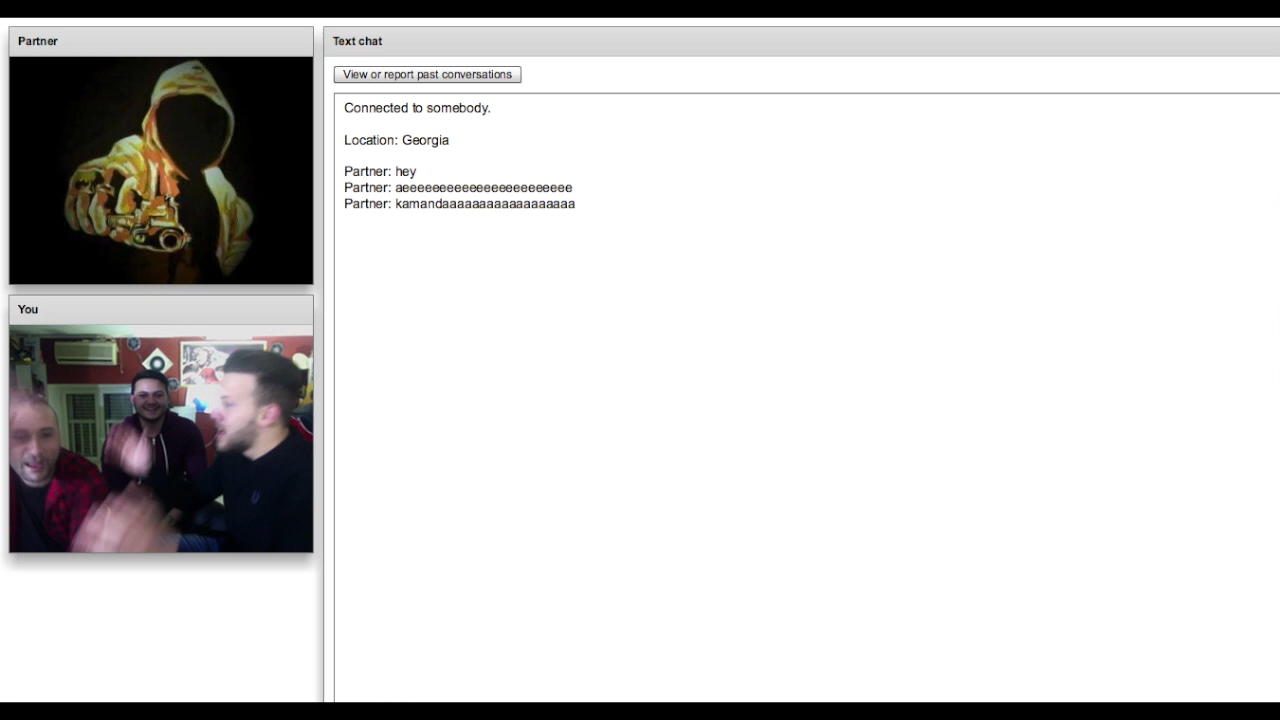 Partner
Text chat
View or report past conversations
Connected to somebody.
Location: Georgia
Partner: hey
Partner: aeeeeeeeeeeeeeeeeeeeeeee
Partner: kamandaaaaaaaaaaaaaaaaaa
You